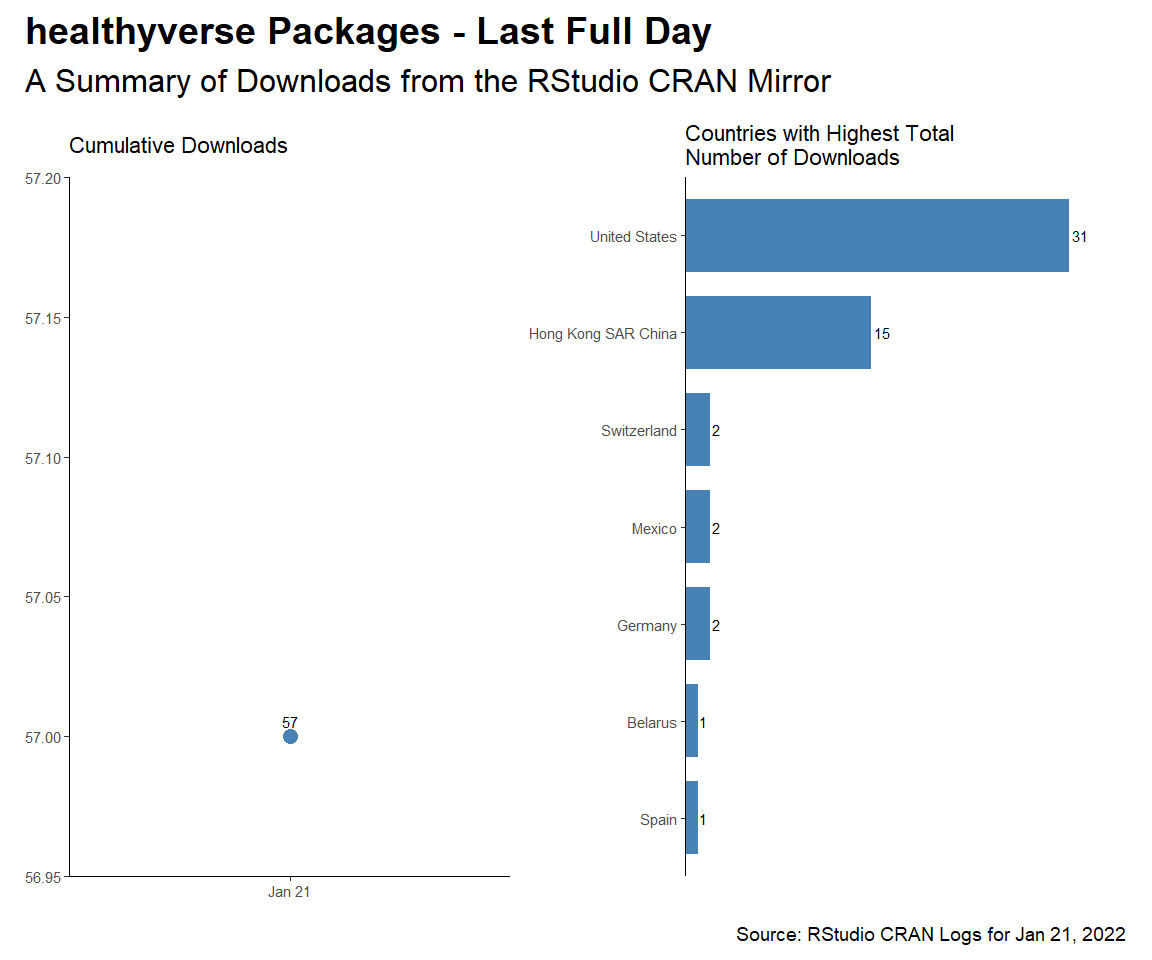 healthyverse Packages - Last Full Day
A Summary of Downloads from the RStudio CRAN Mirror
Cumulative Downloads
57.20
57.15
57.10
57.05
57.00
56.95
57
Jan 21
Countries with Highest Total
Number of Downloads
United States 31
Hong Kong SAR China 15
Switzerland 2
Mexico 2
Germany 2
Belarus 1
Spain 1
Source: RStudio CRAN Logs for Jan 21, 2022